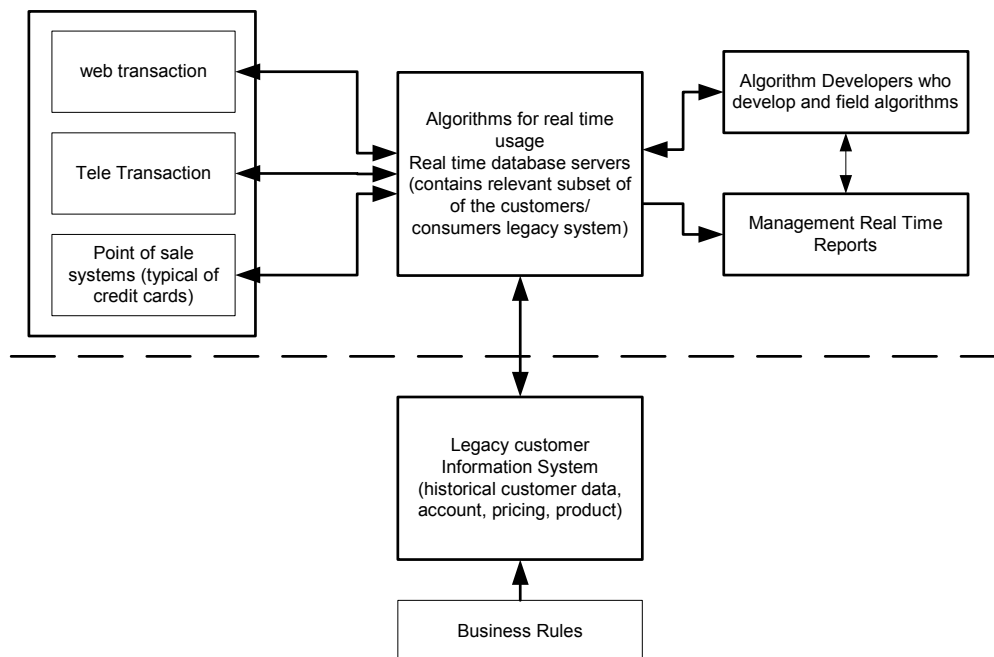 web transaction
Tele Transaction
Point of sale
systems (typical of
credit cards)
Algorithms for real time
usage
Real time database servers
(contains relevant subset of
of the customers/
consumers legacy system)
Algorithm Developers who
develop and field algorithms
Management Real Time
Reports
Legacy customer
Information System
(historical customer data,
account, pricing, product)
Business Rules